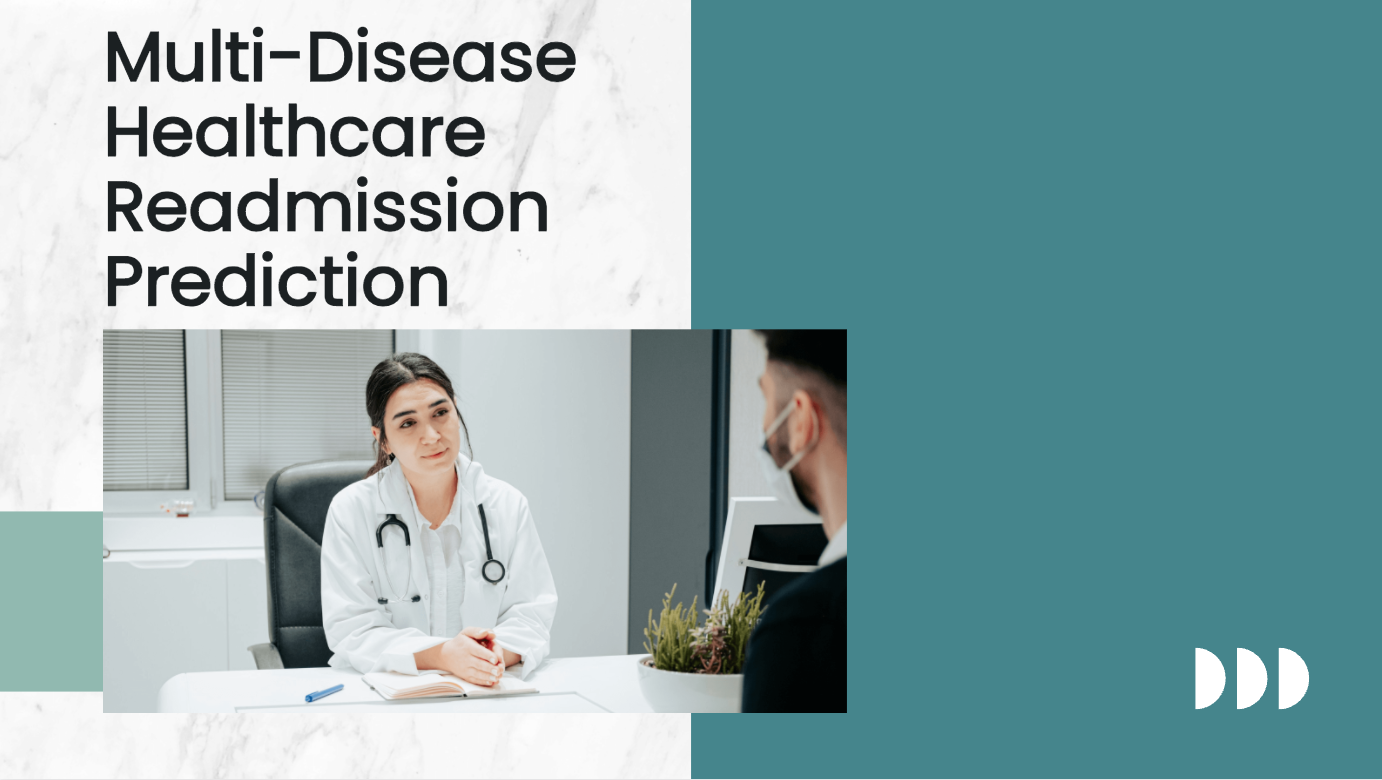 Multi-Disease
Healthcare
Readmission
Prediction